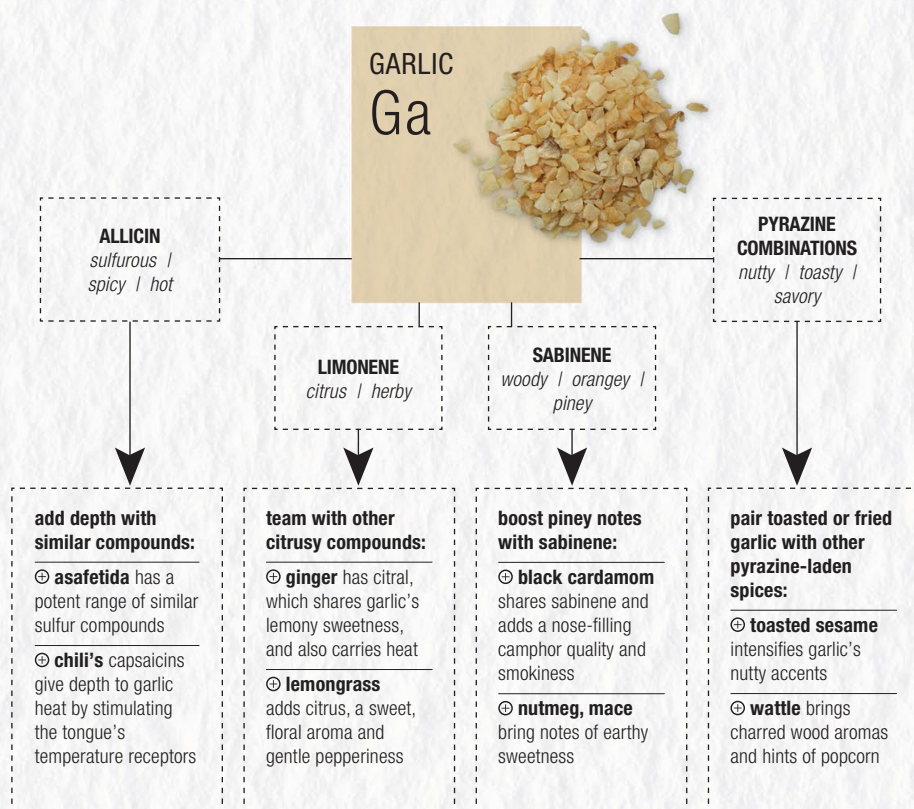 GARLIC
Ga
ALLICIN
sulfurous |
spicy | hot
LIMONENE
citrus | herby
SABINENE
woody | orangey |
piney
PYRAZINE
COMBINATIONS
nutty | toasty |
savory
add depth with
similar compounds:
⊕ asafetida has a
potent range of similar
sulfur compounds
⊕ chili's capsaicins
give depth to garlic
heat by stimulating
the tongue's
temperature receptors
team with other
citrusy compounds:
⊕ ginger has citral,
which shares garlic's
lemony sweetness,
and also carries heat
⊕ lemongrass
adds citrus, a sweet,
floral aroma and
gentle pepperiness
boost piney notes
with sabinene:
⊕ black cardamom
shares sabinene and
adds a nose-filling
camphor quality and
smokiness
⊕ nutmeg, mace
bring notes of earthy
sweetness
pair toasted or fried
garlic with other
pyrazine-laden
spices:
⊕ toasted sesame
intensifies garlic's
nutty accents
⊕ wattle brings
charred wood aromas
and hints of popcorn